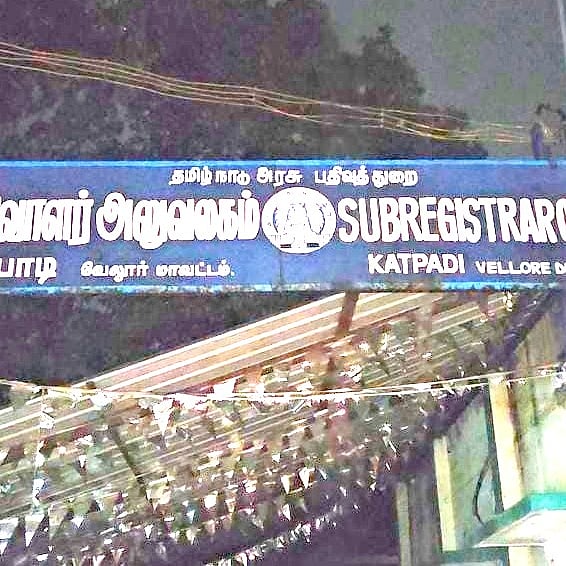 தமிழ்நாடு அரசு பதிவுத்துறை
வாளர் அலுவலகம் SUBREGISTRAR
பாடி வேலூர் மாவட்டம். KATPADI VELLORE D